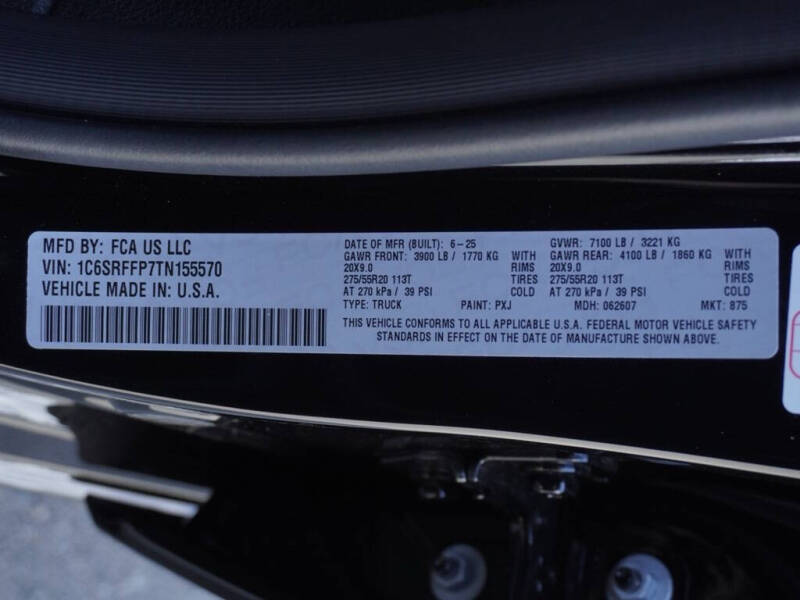 MFD BY: FCA US LLC
VIN: 1C6SRFFP7TN155570
VEHICLE MADE IN U.S.A.
DATE OF MFR (BUILT): 6-25
GAWR FRONT: 3900 LB / 1770 KG WITH
20X9.0 RIMS
275/55R20 113T TIRES
AT 270 kPa / 39 PSI COLD
TYPE: TRUCK PAINT: PXJ
GVWR: 7100 LB / 3221 KG
GAWR REAR: 4100 LB / 1860 KG WITH
20X9.0 RIMS
275/55R20 113T TIRES
AT 270 kPa / 39 PSI COLD
MDH: 062607 MKT: 875
THIS VEHICLE CONFORMS TO ALL APPLICABLE U.S.A. FEDERAL MOTOR VEHICLE SAFETY
STANDARDS IN EFFECT ON THE DATE OF MANUFACTURE SHOWN ABOVE.